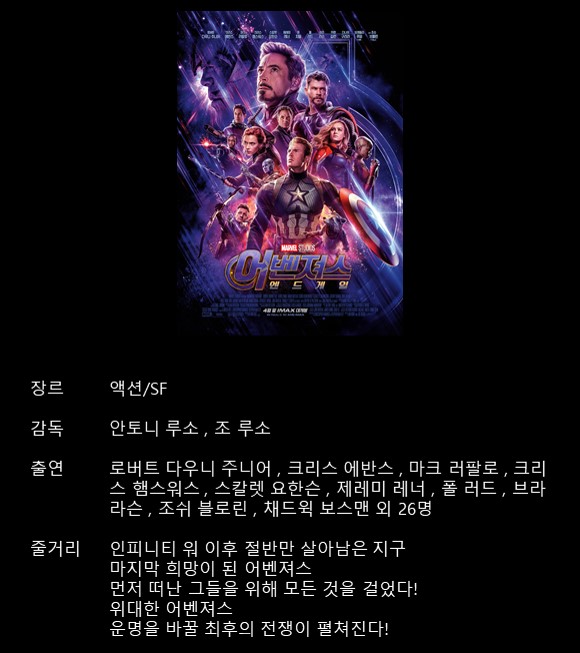 MARVEL STUDIOS
어벤져스
엔드게임
4월 IMAX 대개봉
장르 액션/SF
감독 안토니 루소 , 조 루소
출연 로버트 다우니 주니어 , 크리스 에반스 , 마크 러팔로 , 크리
스 햄스워스 , 스칼렛 요한슨 , 제레미 레너 , 폴 러드 , 브라
라슨 , 조쉬 블로린 , 채드윅 보스맨 외 26명
줄거리 인피니티 워 이후 절반만 살아남은 지구
마지막 희망이 된 어벤져스
먼저 떠난 그들을 위해 모든 것을 걸었다!
위대한 어벤져스
운명을 바꿀 최후의 전쟁이 펼쳐진다!